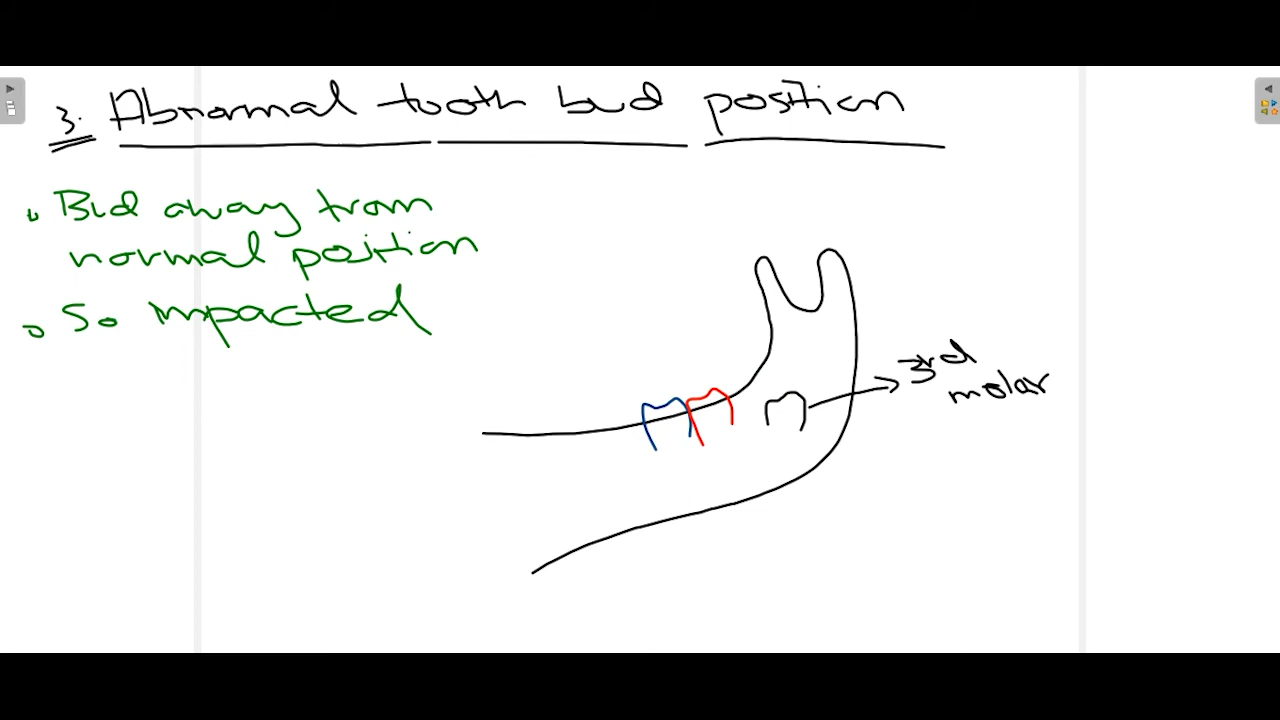 3. Abnormal tooth bud position
Bud away from
normal position
So impacted
3rd
molar